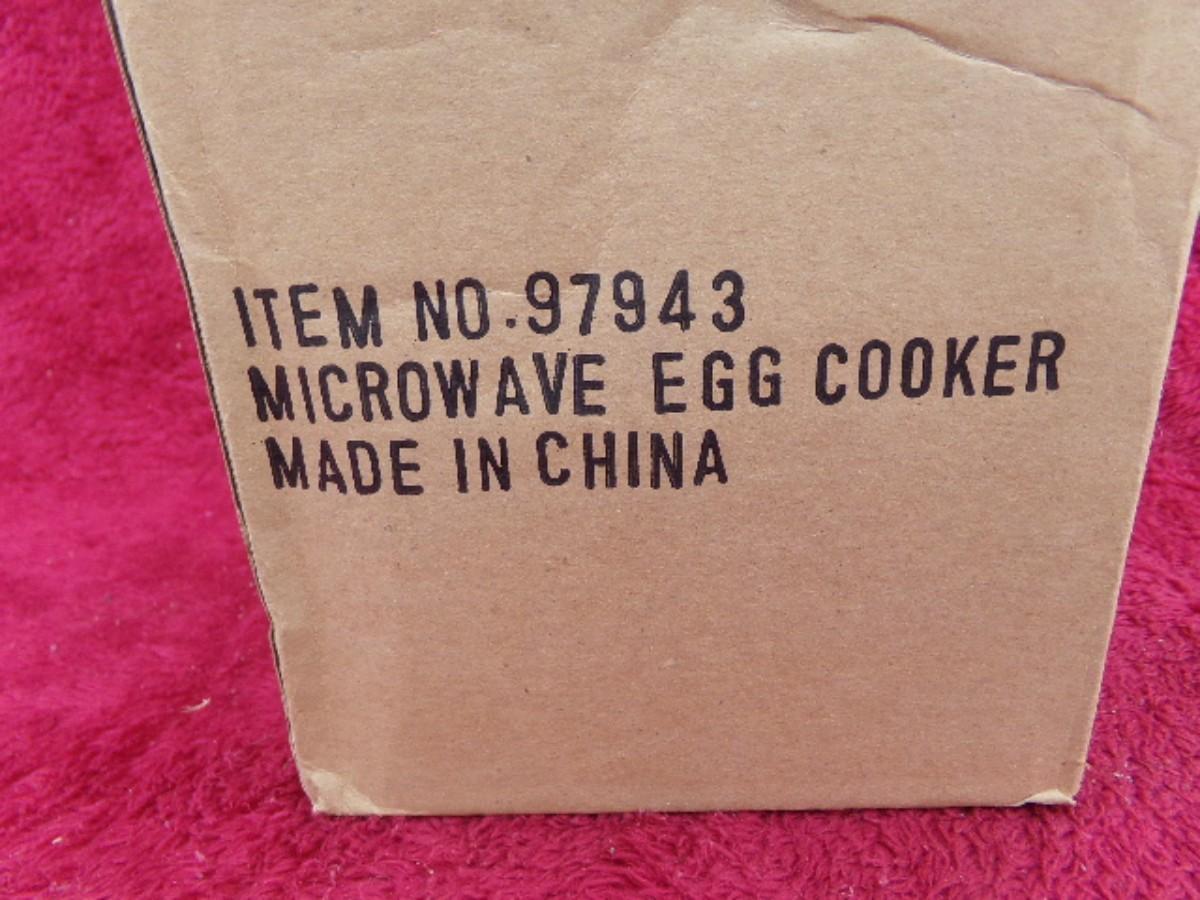 ITEM NO.97943
MICROWAVE EGG COOKER
MADE IN CHINA